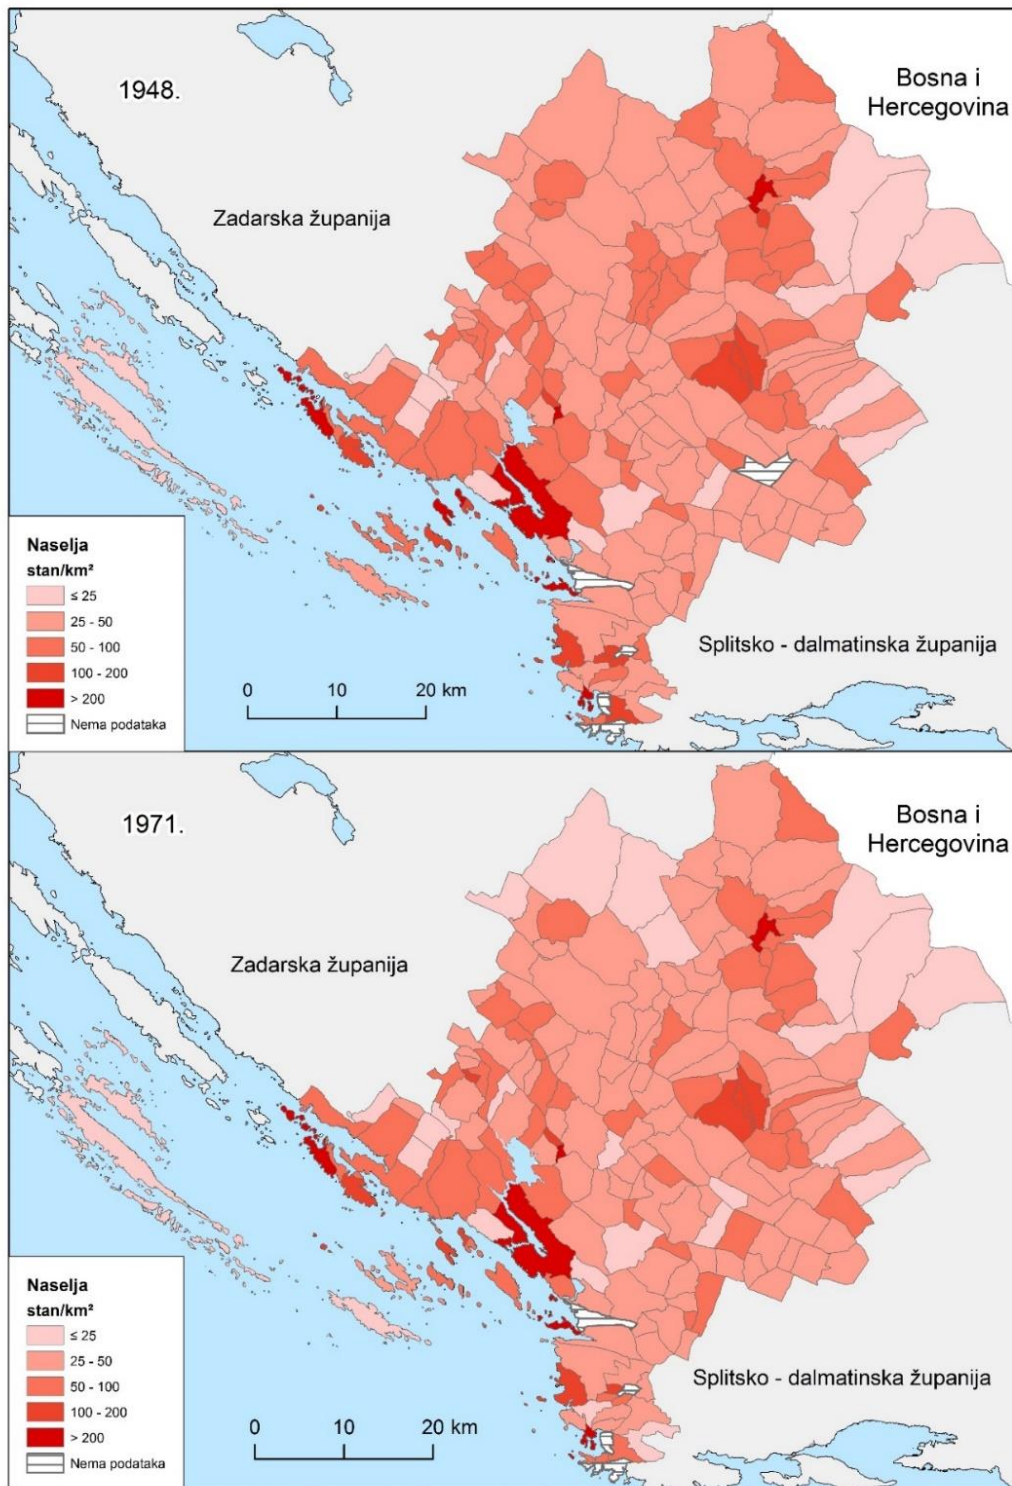 1948.
Bosna i
Hercegovina
Zadarska županija
Naselja
stan/km²
≤ 25
25 - 50
50 - 100
100 - 200
> 200
Nema podataka
0 10 20 km
Splitsko - dalmatinska županija
1971.
Bosna i
Hercegovina
Zadarska županija
Naselja
stan/km²
≤ 25
25 - 50
50 - 100
100 - 200
> 200
Nema podataka
0 10 20 km
Splitsko - dalmatinska županija